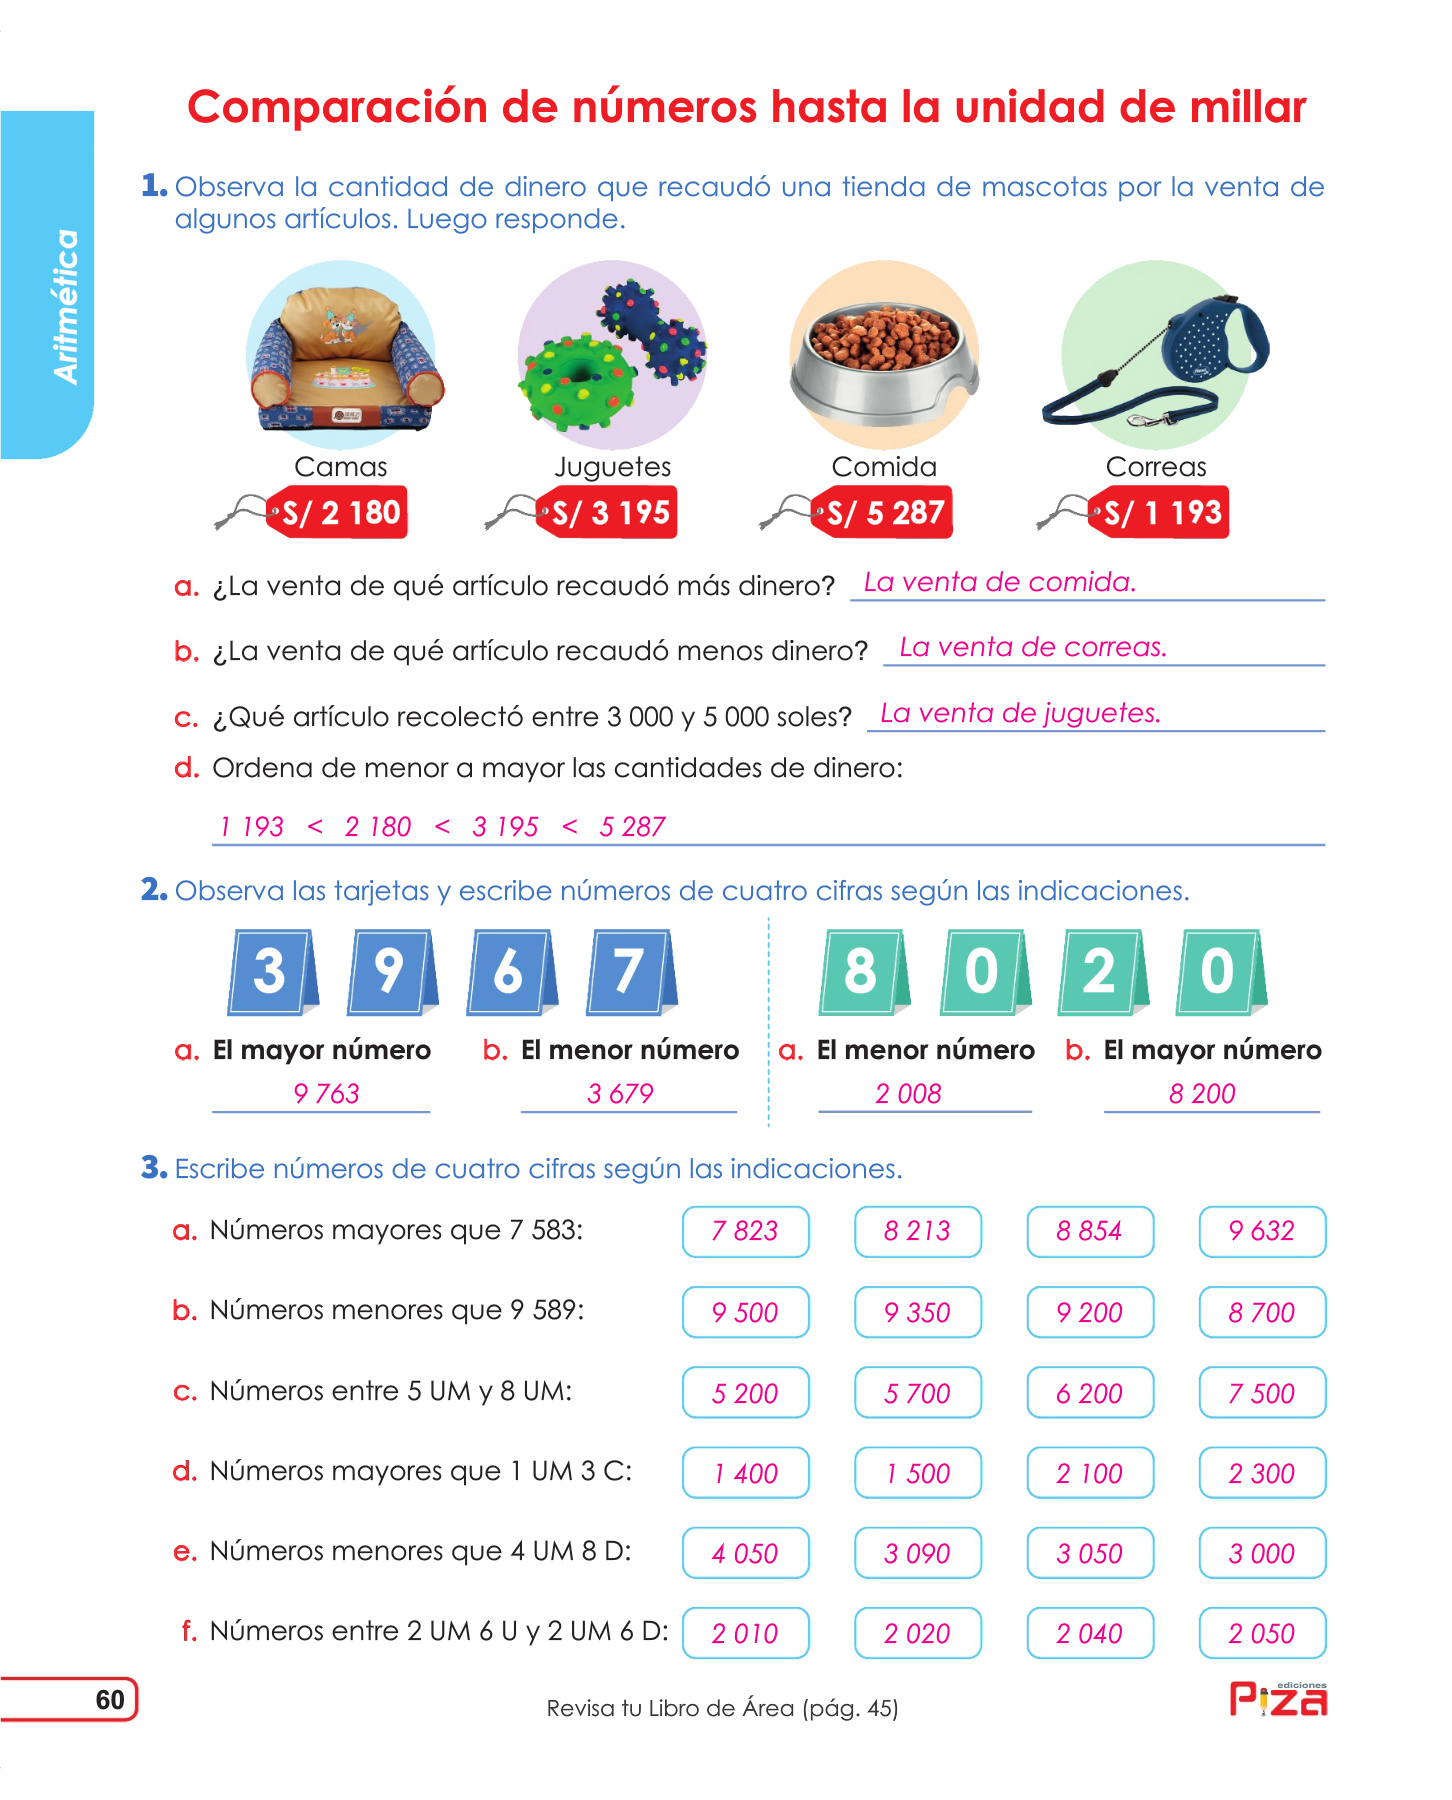 Comparación de números hasta la unidad de millar
Aritmética
1. Observa la cantidad de dinero que recaudó una tienda de mascotas por la venta de
algunos artículos. Luego responde.
Camas Juguetes Comida Correas
S/ 2 180 S/ 3 195 S/ 5 287 S/ 1 193
a. ¿La venta de qué artículo recaudó más dinero? La venta de comida.
b. ¿La venta de qué artículo recaudó menos dinero? La venta de correas.
c. ¿Qué artículo recolectó entre 3 000 y 5 000 soles? La venta de juguetes.
d. Ordena de menor a mayor las cantidades de dinero:
1 193 < 2 180 < 3 195 < 5 287
2. Observa las tarjetas y escribe números de cuatro cifras según las indicaciones.
3 9 6 7 8 0 2 0
a. El mayor número b. El menor número a. El menor número b. El mayor número
9 763 3 679 2 008 8 200
3. Escribe números de cuatro cifras según las indicaciones.
a. Números mayores que 7 583: 7 823 8 213 8 854 9 632
b. Números menores que 9 589: 9 500 9 350 9 200 8 700
c. Números entre 5 UM y 8 UM: 5 200 5 700 6 200 7 500
d. Números mayores que 1 UM 3 C: 1 400 1 500 2 100 2 300
e. Números menores que 4 UM 8 D: 4 050 3 090 3 050 3 000
f. Números entre 2 UM 6 U y 2 UM 6 D: 2 010 2 020 2 040 2 050
60
Revisa tu Libro de Área (pág. 45)
ediciones
Piza